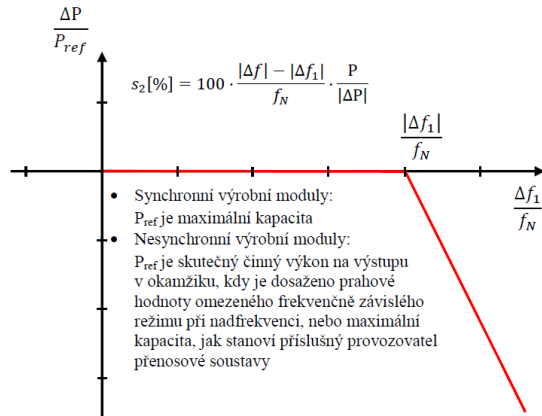 ΔP
P_ref
s₂[%] = 100 · (|Δf| − |Δf₁|)/f_N · P/|ΔP|
|Δf₁|
f_N
Δf₁
f_N
• Synchronní výrobní moduly:
P_ref je maximální kapacita
• Nesynchronní výrobní moduly:
P_ref je skutečný činný výkon na výstupu
v okamžiku, kdy je dosaženo prahové
hodnoty omezeného frekvenčně závislého
režimu při nadfrekvenci, nebo maximální
kapacita, jak stanoví příslušný provozovatel
přenosové soustavy